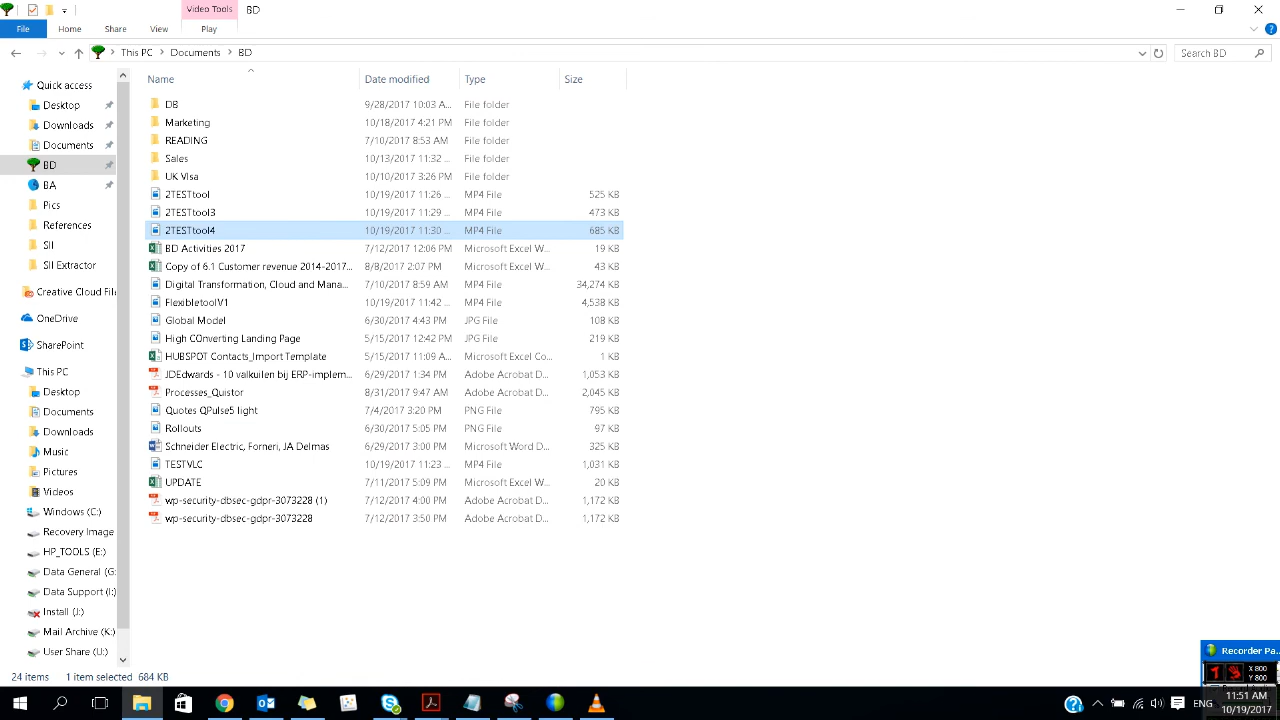 Video Tools BD
File Home Share View Play
This PC Documents BD Search BD
Name Date modified Type Size
Quick access
Desktop
Downloads
Documents
BD
BA
Pics
References
SII
SII Extractor
Creative Cloud Fil
OneDrive
SharePoint
This PC
Desktop
Documents
Downloads
Music
Pictures
Videos
Windows (C:)
Recovery Image
HP_TOOLS (E:)
Data General (G:
Data Support (I:)
Install (J:)
Mail Archive (K:)
User Share (U:)
DB 9/28/2017 10:03 A... File folder
Marketing 10/18/2017 4:21 PM File folder
READING 7/10/2017 8:53 AM File folder
Sales 10/13/2017 11:32 ... File folder
UK VIsa 10/10/2017 3:26 PM File folder
2TESTtool 10/19/2017 11:26 ... MP4 File 525 KB
2TESTtool3 10/19/2017 11:29 ... MP4 File 473 KB
2TESTtool4 10/19/2017 11:30 ... MP4 File 685 KB
BD Activities 2017 7/12/2017 12:06 PM Microsoft Excel W... 19 KB
Copy of 6.1 Customer revenue 2014-2017... 8/8/2017 2:07 PM Microsoft Excel W... 43 KB
Digital Transformation, Cloud and Mana... 7/10/2017 8:59 AM MP4 File 34,274 KB
FlexibletoolV1 10/19/2017 11:42 ... MP4 File 4,538 KB
Global Model 6/30/2017 4:43 PM JPG File 108 KB
High COnverting Landing Page 5/15/2017 12:42 PM JPG File 219 KB
HUBSPOT Contacts_Import Template 5/15/2017 11:09 A... Microsoft Excel Co... 1 KB
JDEdwards - 10 valkuilen bij ERP-implem... 6/29/2017 1:34 PM Adobe Acrobat D... 1,053 KB
Processes_Quistor 8/31/2017 9:47 AM Adobe Acrobat D... 2,045 KB
Quotes QPulse5 light 7/4/2017 3:20 PM PNG File 795 KB
Rollouts 6/30/2017 5:05 PM PNG File 97 KB
Schneider Electric, Forneri, JA Delmas 6/29/2017 3:00 PM Microsoft Word D... 325 KB
TESTVLC 10/19/2017 11:23 ... MP4 File 1,031 KB
UPDATE 7/11/2017 5:09 PM Microsoft Excel W... 20 KB
wp-security-dbsec-gdpr-3073228 (1) 7/12/2017 4:00 PM Adobe Acrobat D... 1,172 KB
wp-security-dbsec-gdpr-3073228 7/12/2017 3:50 PM Adobe Acrobat D... 1,172 KB
24 items 1 item selected 684 KB
Recorder Pa...
X 800
Y 800
ENG 11:51 AM
10/19/2017